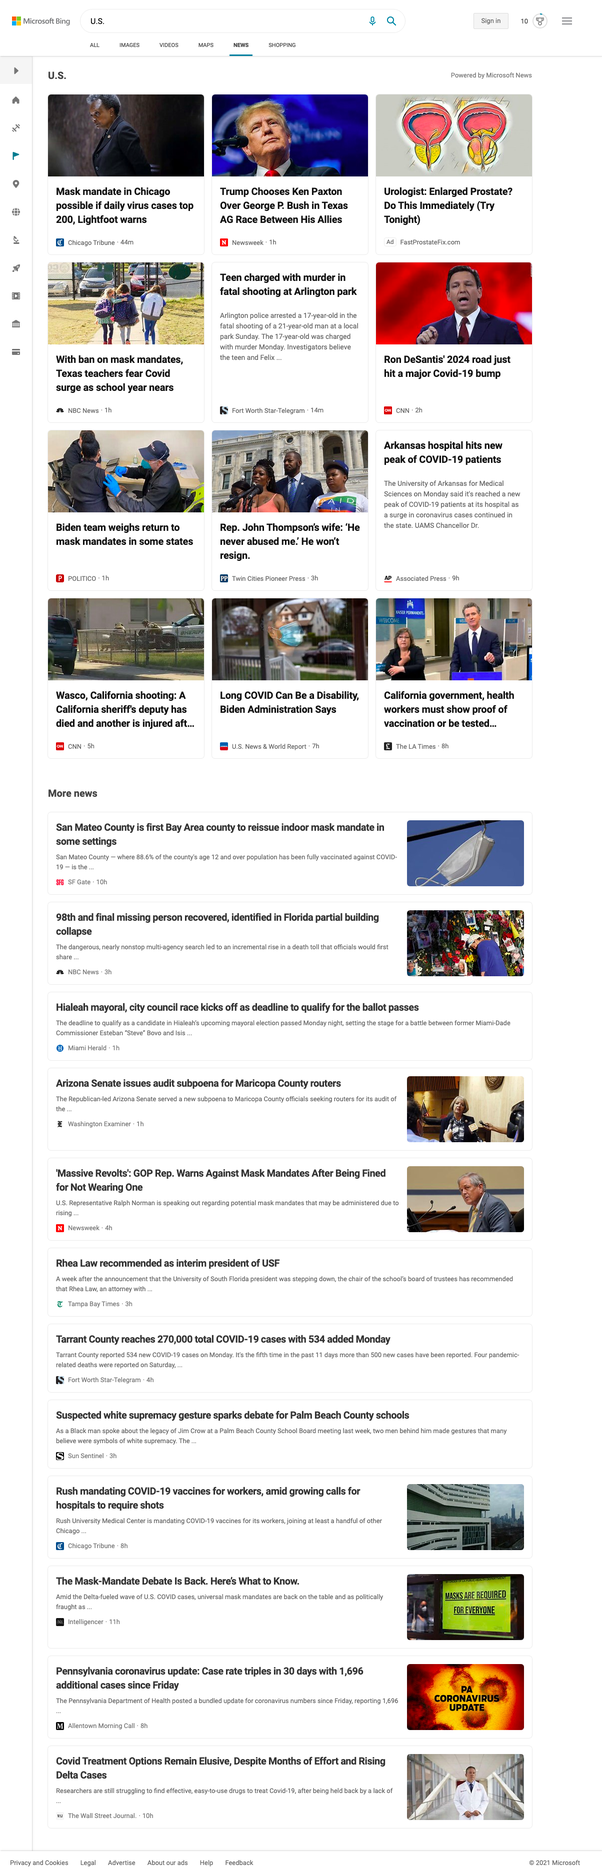 Microsoft Bing
U.S.
Sign in
10
ALL
IMAGES
VIDEOS
MAPS
NEWS
SHOPPING
U.S.
Powered by Microsoft News
Mask mandate in Chicago
possible if daily virus cases top
200, Lightfoot warns
Chicago Tribune · 44m
Trump Chooses Ken Paxton
Over George P. Bush in Texas
AG Race Between His Allies
Newsweek · 1h
Urologist: Enlarged Prostate?
Do This Immediately (Try
Tonight)
Ad FastProstateFix.com
With ban on mask mandates,
Texas teachers fear Covid
surge as school year nears
NBC News · 1h
Teen charged with murder in
fatal shooting at Arlington park
Arlington police arrested a 17-year-old in the
fatal shooting of a 21-year-old man at a local
park Sunday. The 17-year-old was charged
with murder Monday. Investigators believe
the teen and Felix ...
Fort Worth Star-Telegram · 14m
Ron DeSantis' 2024 road just
hit a major Covid-19 bump
CNN · 2h
Biden team weighs return to
mask mandates in some states
POLITICO · 1h
Rep. John Thompson's wife: 'He
never abused me.' He won't
resign.
Twin Cities Pioneer Press · 3h
Arkansas hospital hits new
peak of COVID-19 patients
The University of Arkansas for Medical
Sciences on Monday said it's reached a new
peak of COVID-19 patients at its hospital as
a surge in coronavirus cases continued in
the state. UAMS Chancellor Dr.
AP Associated Press · 9h
Wasco, California shooting: A
California sheriff's deputy has
died and another is injured aft...
CNN · 5h
Long COVID Can Be a Disability,
Biden Administration Says
U.S. News & World Report · 7h
California government, health
workers must show proof of
vaccination or be tested...
The LA Times · 8h
More news
San Mateo County is first Bay Area county to reissue indoor mask mandate in
some settings
San Mateo County — where 88.6% of the county's age 12 and over population has been fully vaccinated against COVID-
19 — is the ...
SF Gate · 10h
98th and final missing person recovered, identified in Florida partial building
collapse
The dangerous, nearly nonstop multi-agency search led to an incremental rise in a death toll that officials would first
share ...
NBC News · 3h
Hialeah mayoral, city council race kicks off as deadline to qualify for the ballot passes
The deadline to qualify as a candidate in Hialeah's upcoming mayoral election passed Monday night, setting the stage for a battle between former Miami-Dade
Commissioner Esteban "Steve" Bovo and Isis ...
Miami Herald · 1h
Arizona Senate issues audit subpoena for Maricopa County routers
The Republican-led Arizona Senate served a new subpoena to Maricopa County officials seeking routers for its audit of
the ...
Washington Examiner · 1h
'Massive Revolts': GOP Rep. Warns Against Mask Mandates After Being Fined
for Not Wearing One
U.S. Representative Ralph Norman is speaking out regarding potential mask mandates that may be administered due to
rising ...
Newsweek · 4h
Rhea Law recommended as interim president of USF
A week after the announcement that the University of South Florida president was stepping down, the chair of the school's board of trustees has recommended
that Rhea Law, an attorney with ...
Tampa Bay Times · 3h
Tarrant County reaches 270,000 total COVID-19 cases with 534 added Monday
Tarrant County reported 534 new COVID-19 cases on Monday. It's the fifth time in the past 11 days more than 500 new cases have been reported. Four pandemic-
related deaths were reported on Saturday, ...
Fort Worth Star-Telegram · 4h
Suspected white supremacy gesture sparks debate for Palm Beach County schools
As a Black man spoke about the legacy of Jim Crow at a Palm Beach County School Board meeting last week, two men behind him made gestures that many
believe were symbols of white supremacy. The ...
Sun Sentinel · 3h
Rush mandating COVID-19 vaccines for workers, amid growing calls for
hospitals to require shots
Rush University Medical Center is mandating COVID-19 vaccines for its workers, joining at least a handful of other
Chicago ...
Chicago Tribune · 8h
The Mask-Mandate Debate Is Back. Here's What to Know.
Amid the Delta-fueled wave of U.S. COVID cases, universal mask mandates are back on the table and as politically
fraught as ...
Intelligencer · 11h
MASKS ARE REQUIRED
FOR EVERYONE
Pennsylvania coronavirus update: Case rate triples in 30 days with 1,696
additional cases since Friday
The Pennsylvania Department of Health posted a bundled update for coronavirus numbers since Friday, reporting 1,696
...
Allentown Morning Call · 8h
PA
CORONAVIRUS
UPDATE
Covid Treatment Options Remain Elusive, Despite Months of Effort and Rising
Delta Cases
Researchers are still struggling to find effective, easy-to-use drugs to treat Covid-19, after being held back by a lack of
...
The Wall Street Journal. · 10h
Privacy and Cookies
Legal
Advertise
About our ads
Help
Feedback
© 2021 Microsoft